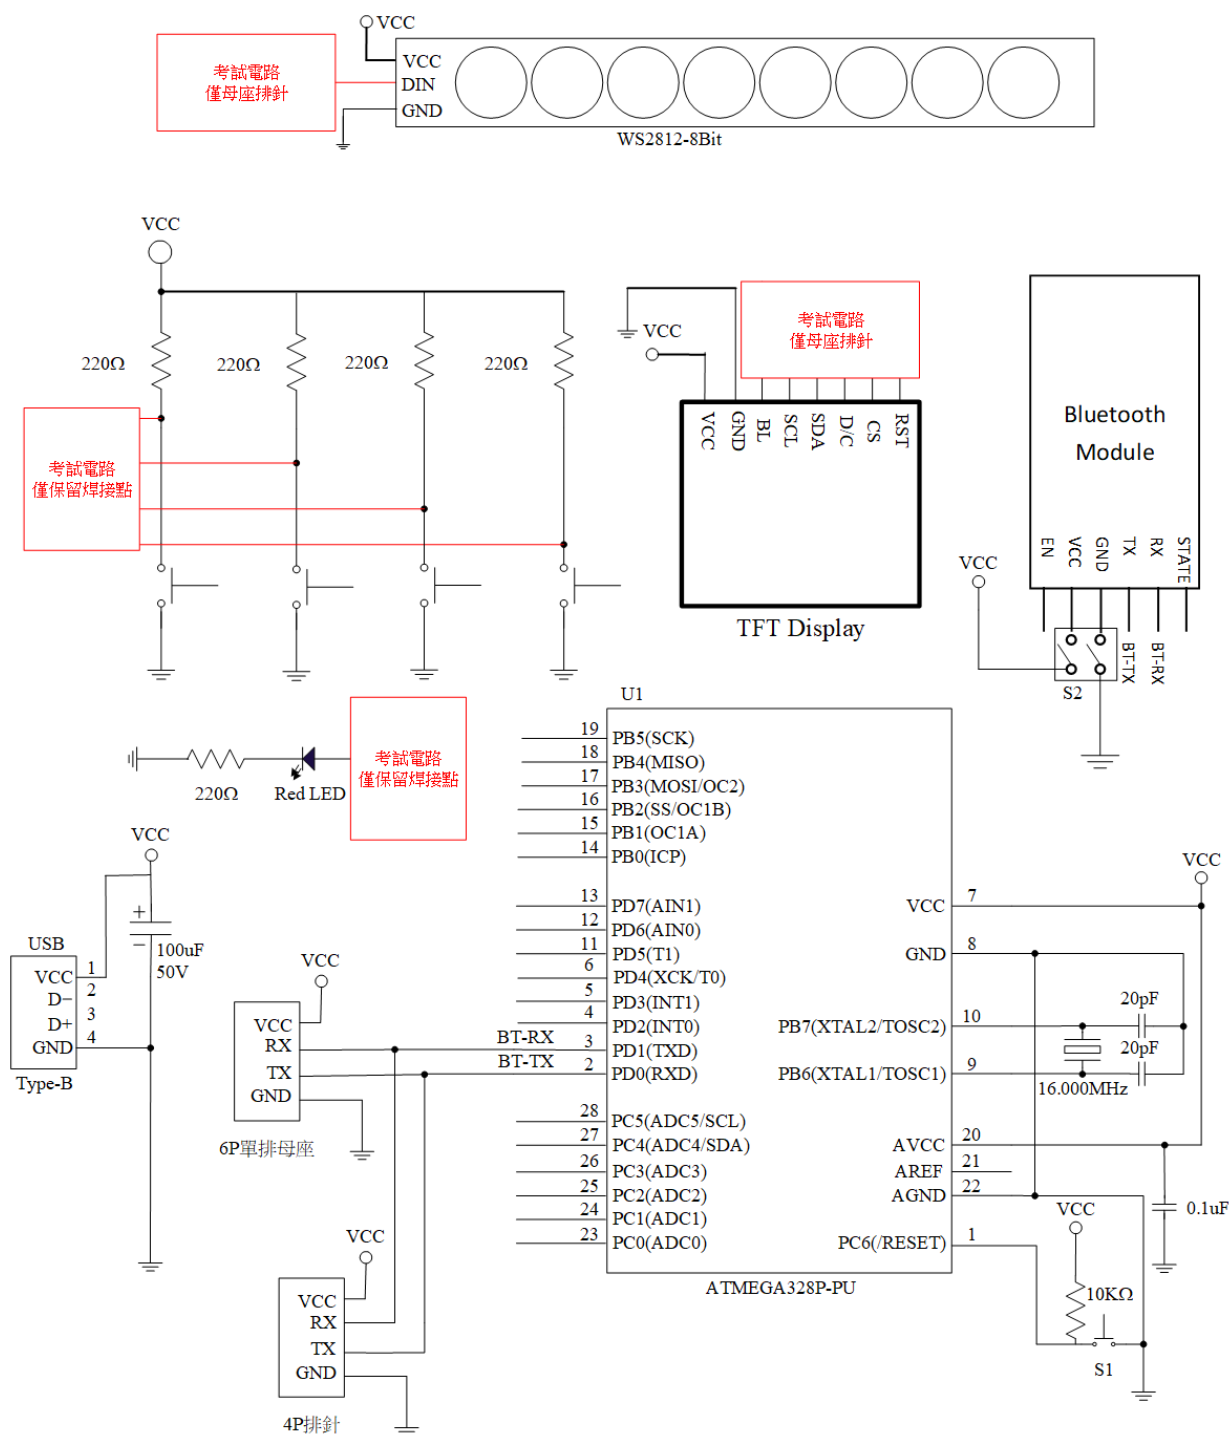 VCC
考試電路
僅母座排針
VCC
DIN
GND
WS2812-8Bit
VCC
220Ω
220Ω
220Ω
220Ω
考試電路
僅保留焊接點
考試電路
僅母座排針
VCC
VCC
GND
BL
SCL
SDA
D/C
CS
RST
TFT Display
Bluetooth
Module
EN
VCC
GND
TX
RX
STATE
VCC
S2
BT-TX
BT-RX
考試電路
僅保留焊接點
220Ω
Red LED
VCC
+
−
100uF
50V
USB
VCC
D−
D+
GND
1
2
3
4
Type-B
VCC
VCC
RX
TX
GND
6P單排母座
BT-RX
BT-TX
VCC
VCC
RX
TX
GND
4P排針
U1
19 PB5(SCK)
18 PB4(MISO)
17 PB3(MOSI/OC2)
16 PB2(SS/OC1B)
15 PB1(OC1A)
14 PB0(ICP)
13 PD7(AIN1)
12 PD6(AIN0)
11 PD5(T1)
6 PD4(XCK/T0)
5 PD3(INT1)
4 PD2(INT0)
3 PD1(TXD)
2 PD0(RXD)
28 PC5(ADC5/SCL)
27 PC4(ADC4/SDA)
26 PC3(ADC3)
25 PC2(ADC2)
24 PC1(ADC1)
23 PC0(ADC0)
VCC 7
GND 8
PB7(XTAL2/TOSC2) 10
PB6(XTAL1/TOSC1) 9
AVCC 20
AREF 21
AGND 22
PC6(/RESET) 1
ATMEGA328P-PU
VCC
20pF
20pF
16.000MHz
0.1uF
VCC
10KΩ
S1